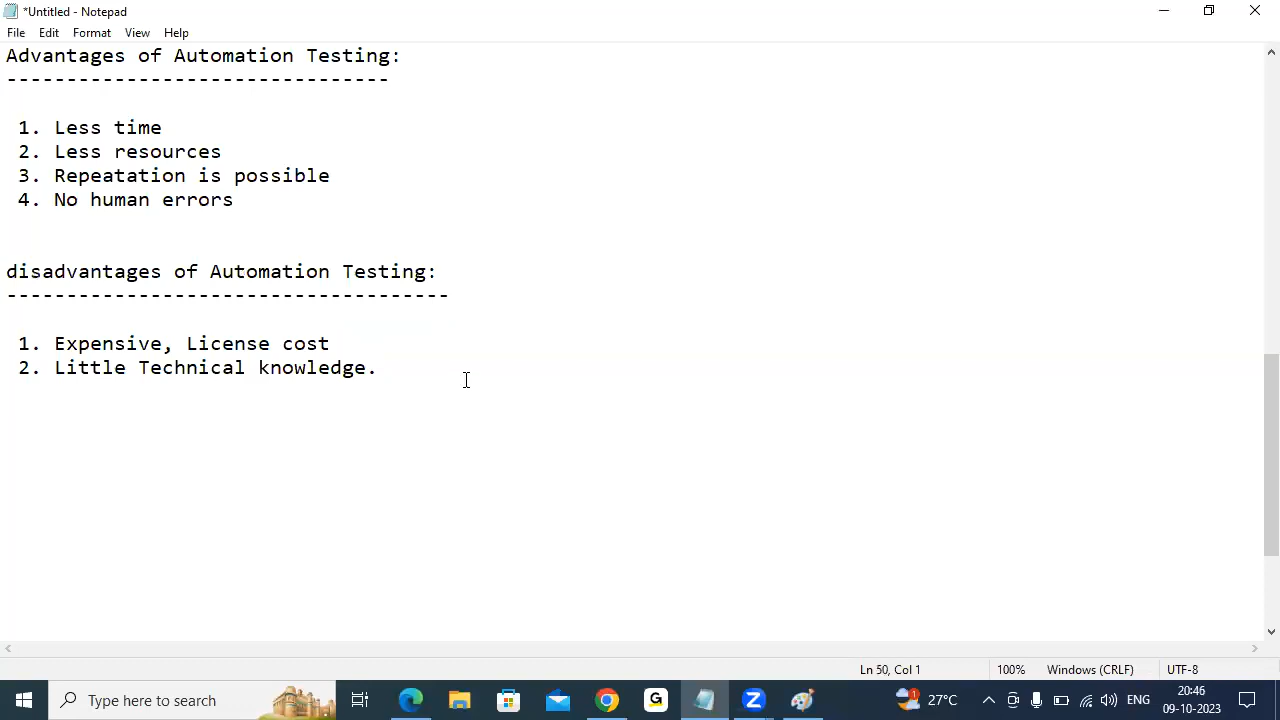 *Untitled - Notepad
File Edit Format View Help
Advantages of Automation Testing:
--------------------------------
1. Less time
2. Less resources
3. Repeatation is possible
4. No human errors
disadvantages of Automation Testing:
-------------------------------------
1. Expensive, License cost
2. Little Technical knowledge.
Ln 50, Col 1 100% Windows (CRLF) UTF-8
Type here to search
G
Z
1
27°C
ENG
20:46
09-10-2023